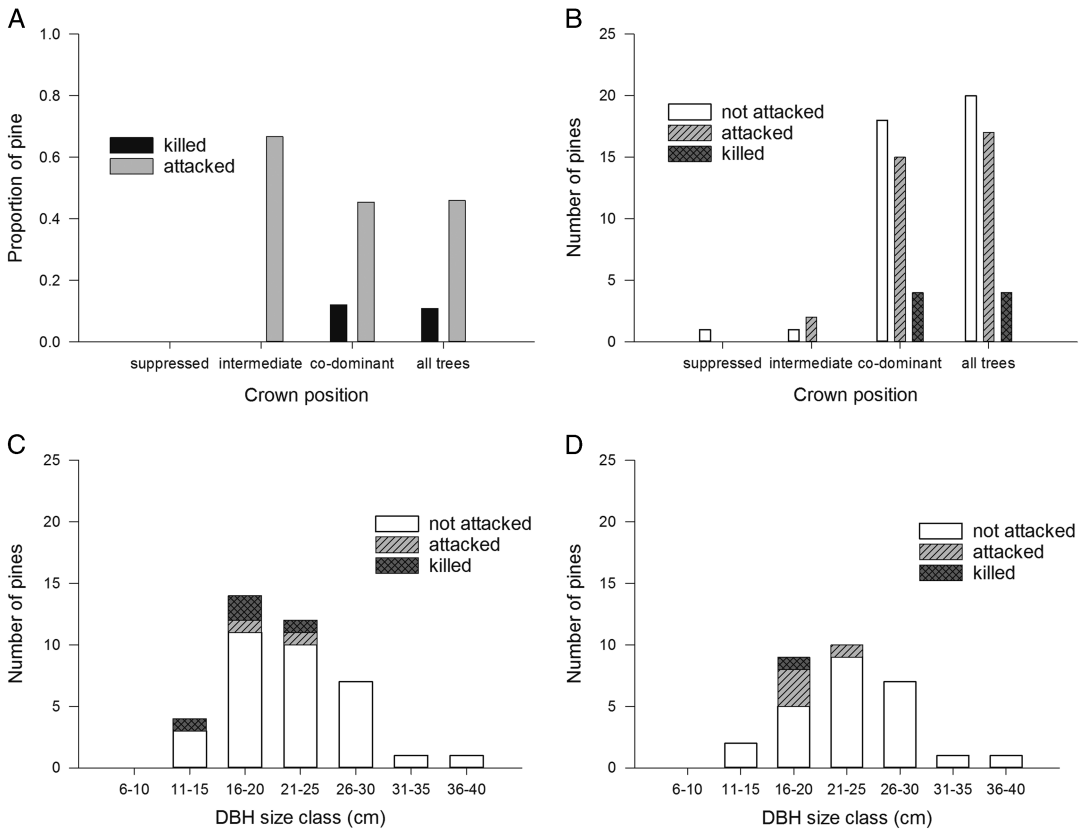 A
1.0
0.8
0.6
0.4
0.2
0.0
Proportion of pine
killed
attacked
suppressed intermediate co-dominant all trees
Crown position
B
25
20
15
10
5
0
Number of pines
not attacked
attacked
killed
suppressed intermediate co-dominant all trees
Crown position
C
25
20
15
10
5
0
Number of pines
not attacked
attacked
killed
6-10 11-15 16-20 21-25 26-30 31-35 36-40
DBH size class (cm)
D
25
20
15
10
5
0
Number of pines
not attacked
attacked
killed
6-10 11-15 16-20 21-25 26-30 31-35 36-40
DBH size class (cm)